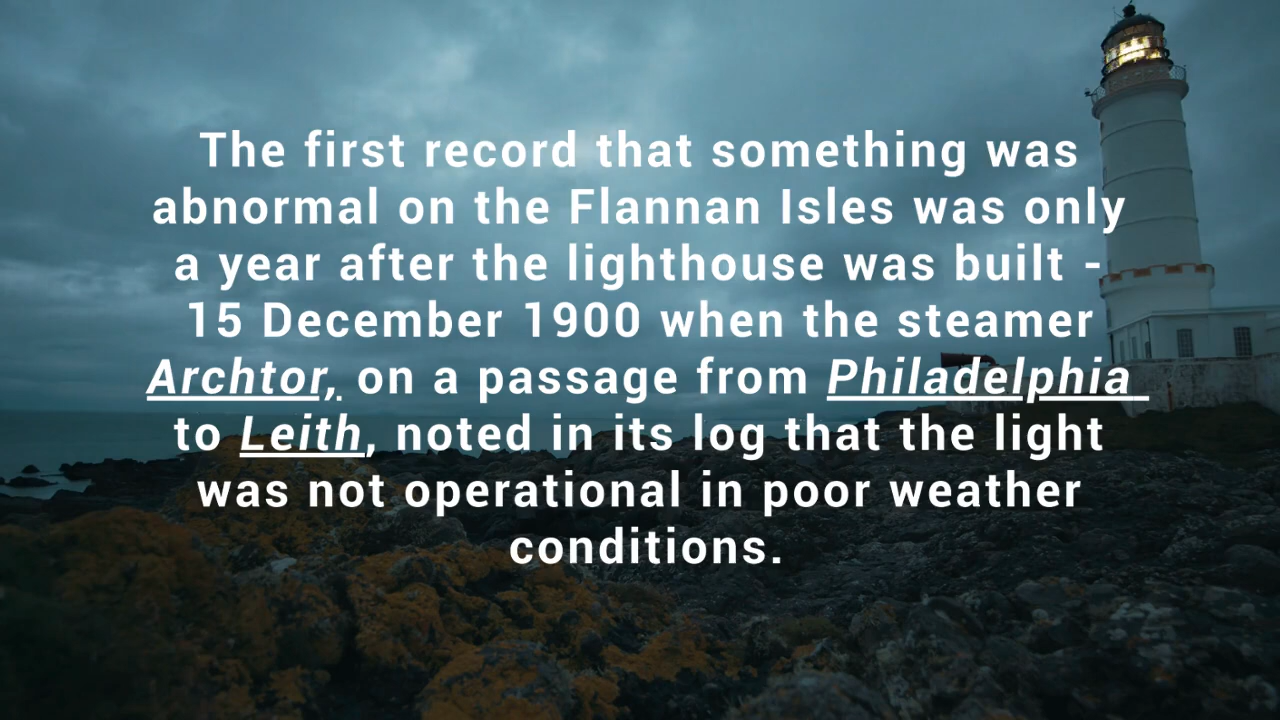 The first record that something was
abnormal on the Flannan Isles was only
a year after the lighthouse was built -
15 December 1900 when the steamer
Archtor, on a passage from Philadelphia
to Leith, noted in its log that the light
was not operational in poor weather
conditions.